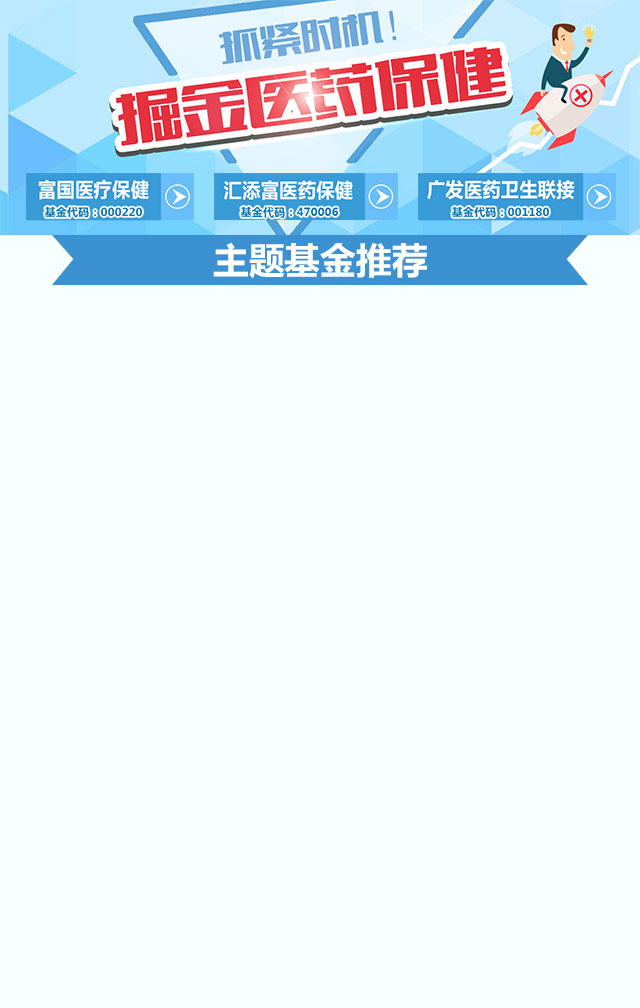 抓紧时机！
掘金医药保健
富国医疗保健
基金代码：000220
汇添富医药保健
基金代码：470006
广发医药卫生联接
基金代码：001180
主题基金推荐